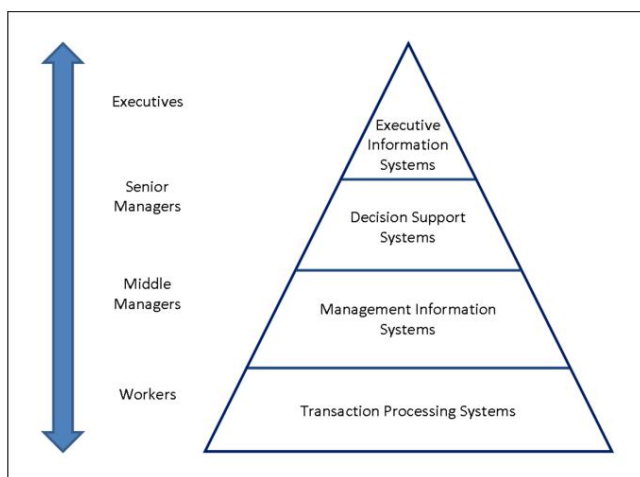 Executives
Executive
Information
Systems
Senior
Managers
Decision Support
Systems
Middle
Managers
Management Information
Systems
Workers
Transaction Processing Systems